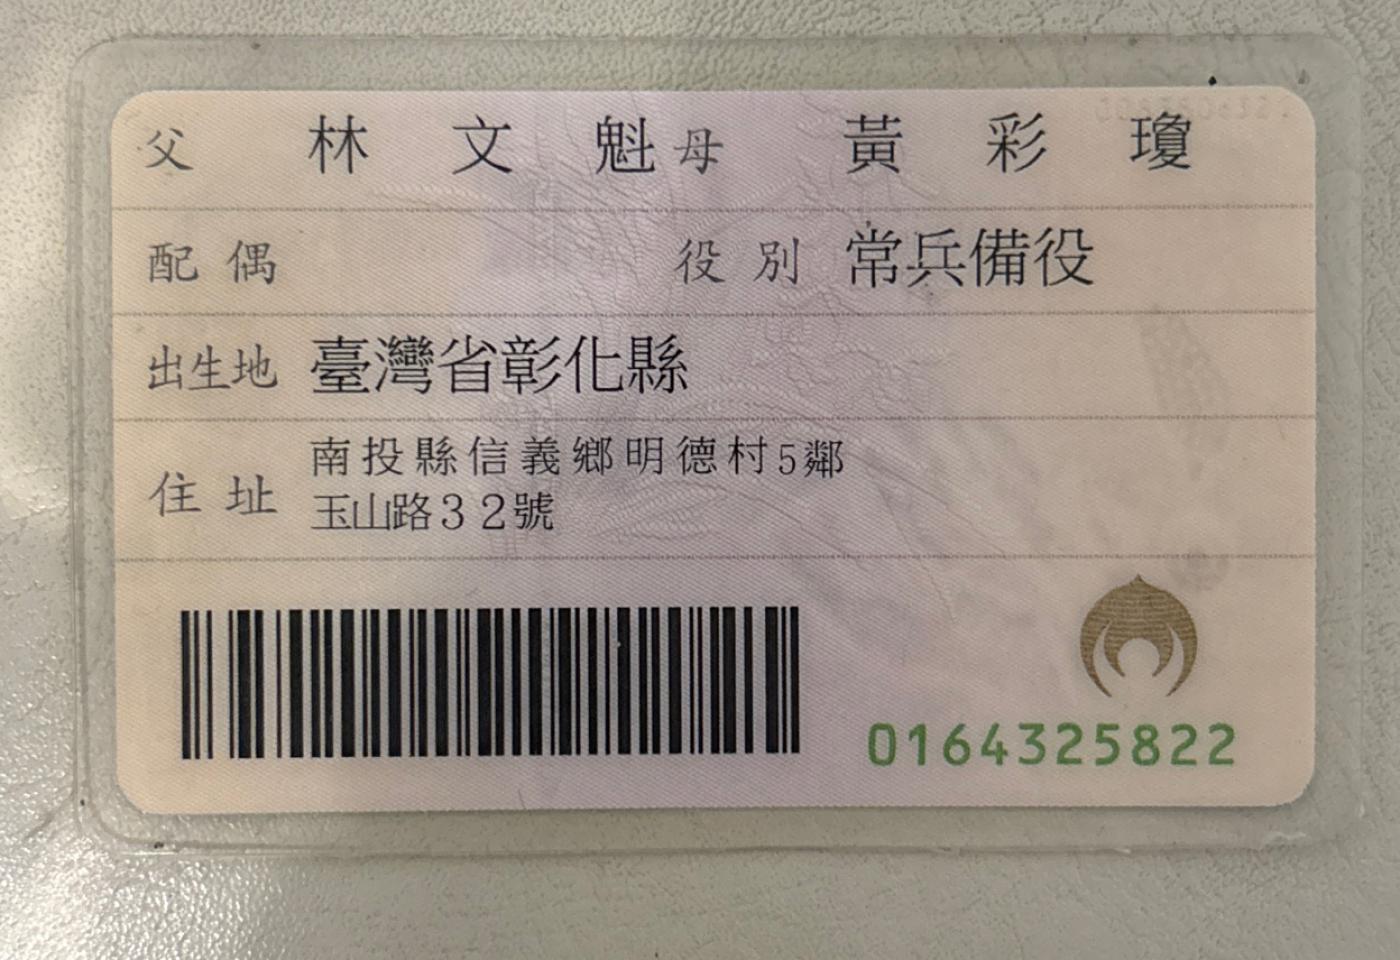 父 林文魁 母 黃彩瓊
配偶 役別 常兵備役
出生地 臺灣省彰化縣
住址 南投縣信義鄉明德村5鄰
玉山路32號
0164325822